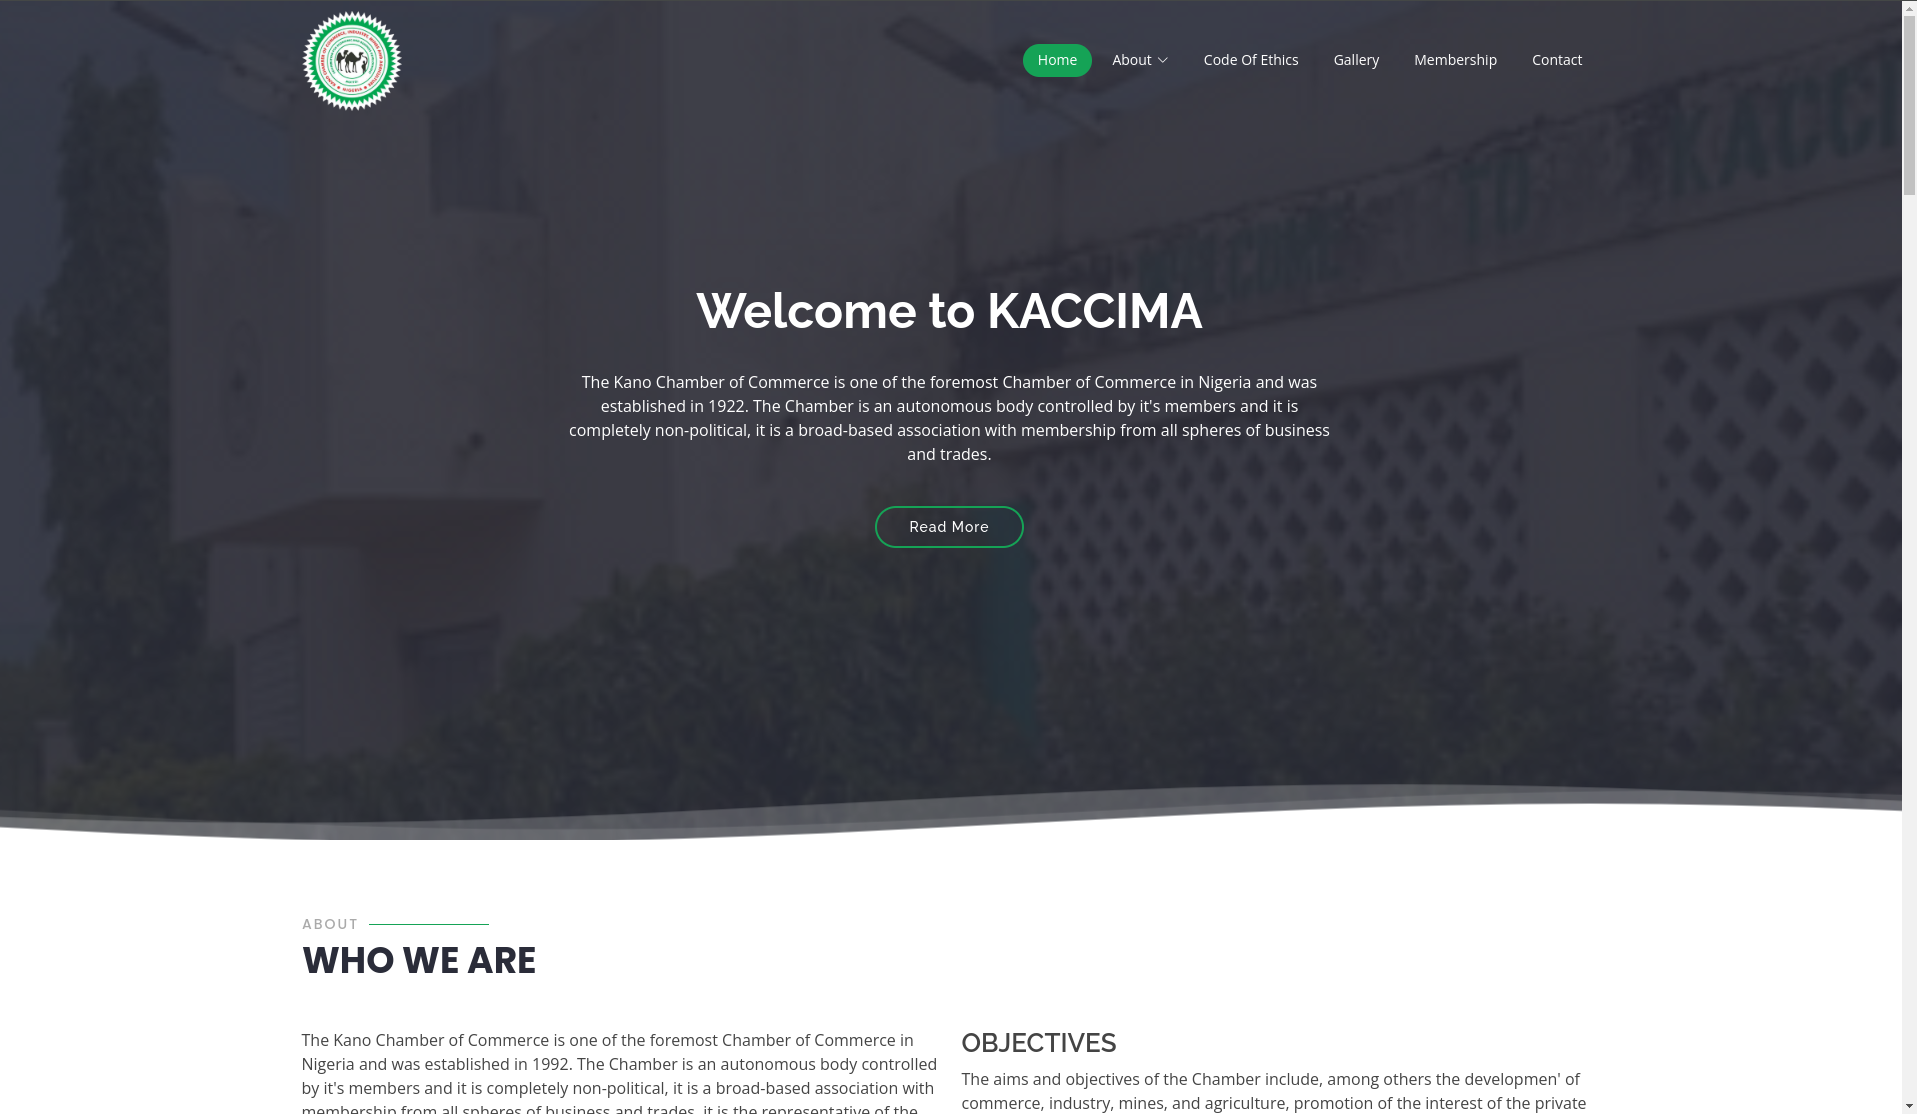 Home
About
Code Of Ethics
Gallery
Membership
Contact
WELCOME TO KACCI
Welcome to KACCIMA
The Kano Chamber of Commerce is one of the foremost Chamber of Commerce in Nigeria and was
established in 1922. The Chamber is an autonomous body controlled by it's members and it is
completely non-political, it is a broad-based association with membership from all spheres of business
and trades.
Read More
ABOUT
WHO WE ARE
The Kano Chamber of Commerce is one of the foremost Chamber of Commerce in
Nigeria and was established in 1992. The Chamber is an autonomous body controlled
by it's members and it is completely non-political, it is a broad-based association with
membership from all spheres of business and trades, it is the representative of the
OBJECTIVES
The aims and objectives of the Chamber include, among others the developmen' of
commerce, industry, mines, and agriculture, promotion of the interest of the private